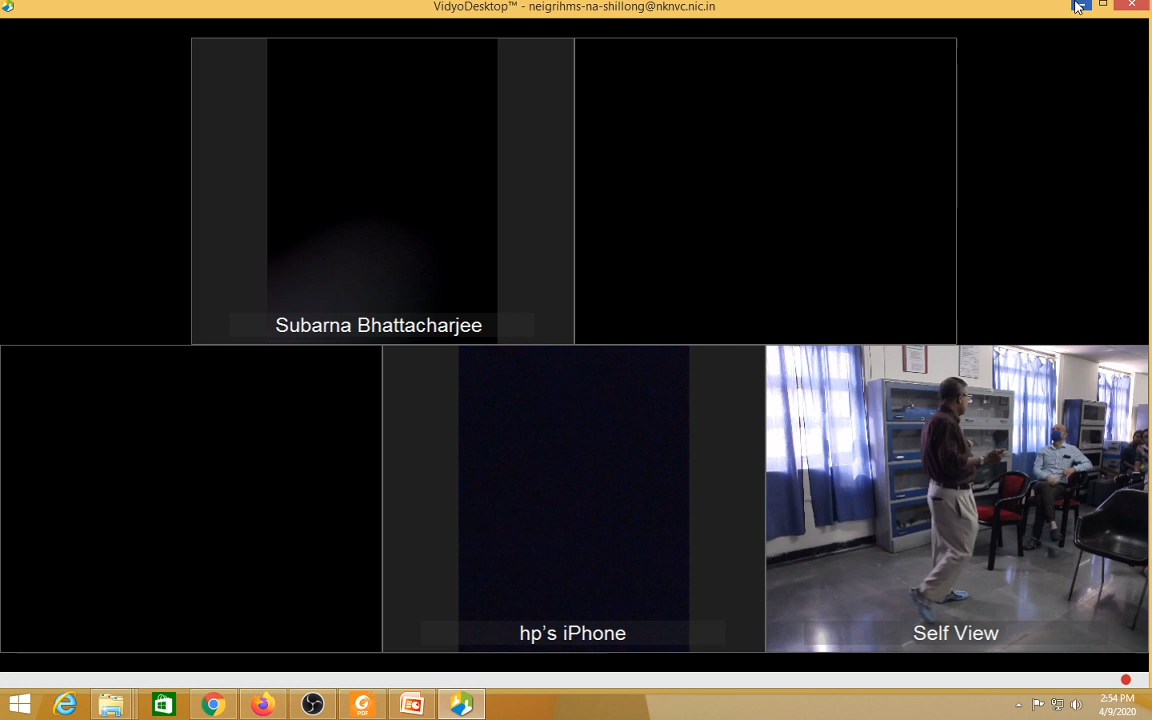 VidyoDesktop™ - neigrihms-na-shillong@nknvc.nic.in
Subarna Bhattacharjee
hp's iPhone
Self View
PDF
2:54 PM
4/9/2020